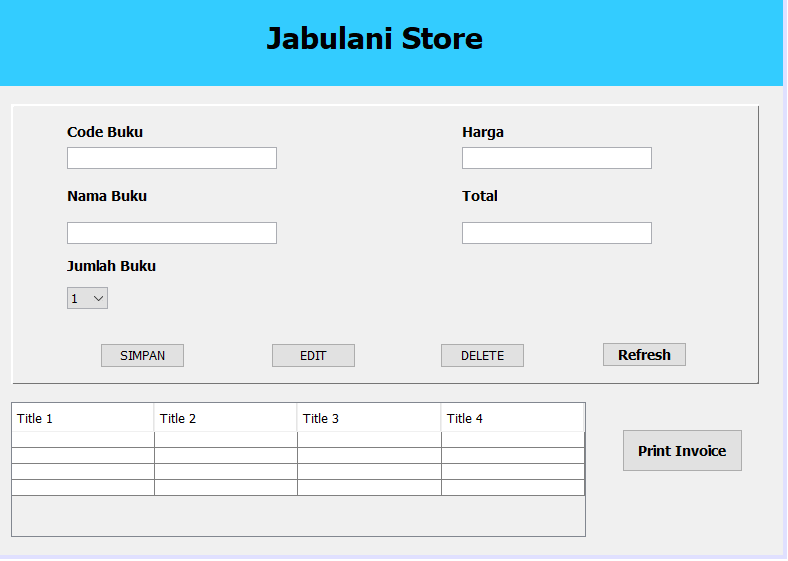 Jabulani Store
Code Buku
Harga
Nama Buku
Total
Jumlah Buku
1
SIMPAN
EDIT
DELETE
Refresh
Title 1
Title 2
Title 3
Title 4
Print Invoice